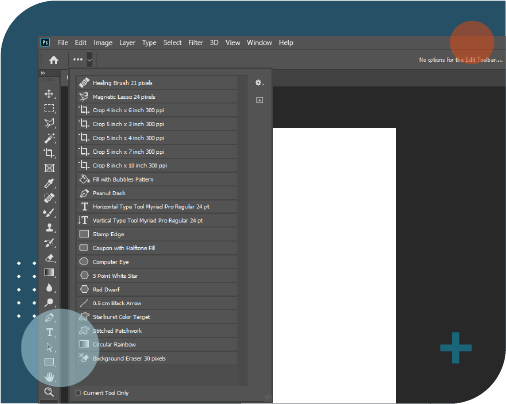 Ps File Edit Image Layer Type Select Filter 3D View Window Help
No options for the Edit Toolbar....
Healing Brush 21 pixels
Magnetic Lasso 24 pixels
Crop 4 inch x 6 inch 300 ppi
Crop 5 inch x 3 inch 300 ppi
Crop 5 inch x 4 inch 300 ppi
Crop 5 inch x 7 inch 300 ppi
Crop 8 inch x 10 inch 300 ppi
Fill with Bubbles Pattern
Peanut Dash
Horizontal Type Tool Myriad Pro Regular 24 pt
Vertical Type Tool Myriad Pro Regular 24 pt
Stamp Edge
Coupon with Halftone Fill
Computer Eye
5 Point White Star
Red Dwarf
0.5 cm Black Arrow
Starburst Color Target
Stitched Patchwork
Circular Rainbow
Background Eraser 30 pixels
Current Tool Only